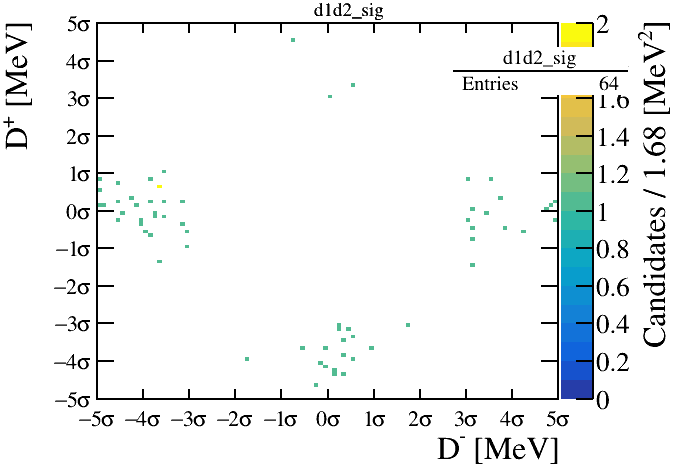 d1d2_sig
D+ [MeV]
5σ
4σ
3σ
2σ
1σ
0σ
−1σ
−2σ
−3σ
−4σ
−5σ
−5σ −4σ −3σ −2σ −1σ 0σ 1σ 2σ 3σ 4σ 5σ
D- [MeV]
d1d2_sig
Entries 64
2
1.6
1.4
1.2
1
0.8
0.6
0.4
0.2
0
Candidates / 1.68 [MeV²]